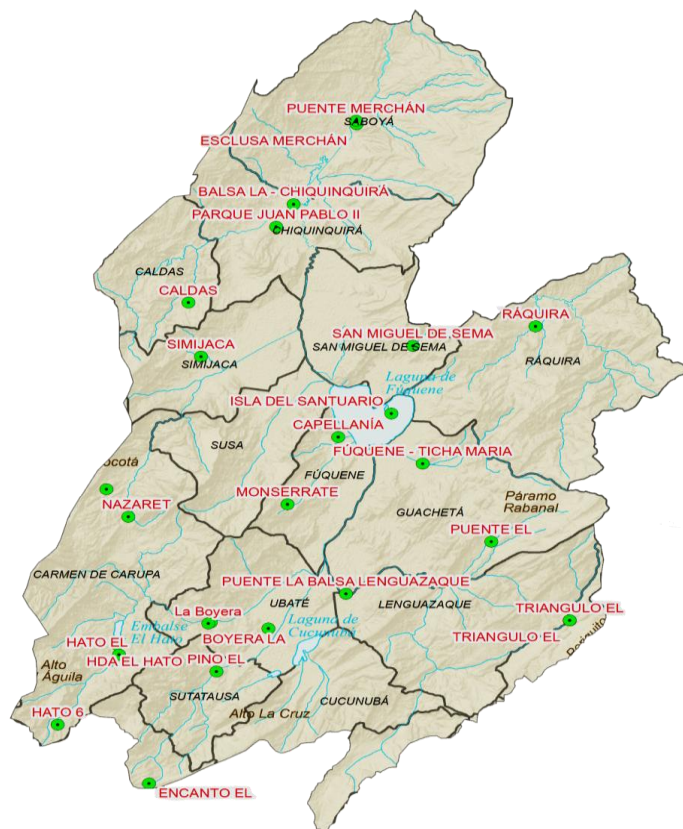 PUENTE MERCHÁN
SABOYÁ
ESCLUSA MERCHÁN
BALSA LA - CHIQUINQUIRÁ
PARQUE JUAN PABLO II
CHIQUINQUIRÁ
CALDAS
CALDAS
RÁQUIRA
SAN MIGUEL DE SEMA
SIMIJACA
SAN MIGUEL DE SEMA
RÁQUIRA
SIMIJACA
Laguna de
Fúquene
ISLA DEL SANTUARIO
CAPELLANÍA
SUSA
FÚQUENE - TICHA MARIA
FÚQUENE
MONSERRATE
Páramo
Rabanal
NAZARET
GUACHETÁ
PUENTE EL
CARMEN DE CARUPA
PUENTE LA BALSA LENGUAZAQUE
UBATÉ
LENGUAZAQUE
La Boyera
TRIANGULO EL
Laguna de
Cucunubá
Embalse
El Hato
BOYERA LA
TRIANGULO EL
HATO EL
HDA EL HATO
PINO EL
Alto
Aguila
SUTATAUSA
CUCUNUBÁ
HATO 6
Alto La Cruz
ENCANTO EL